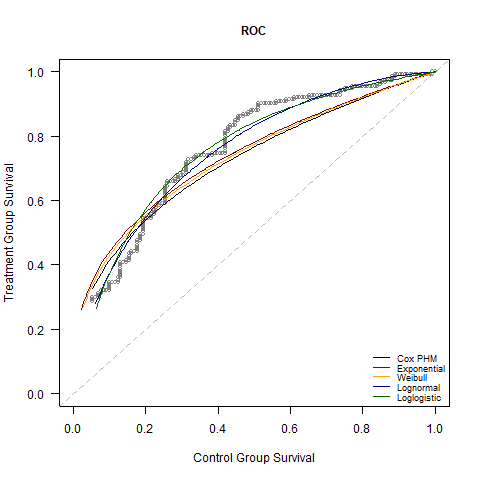 ROC
Treatment Group Survival
1.0
0.8
0.6
0.4
0.2
0.0
0.0 0.2 0.4 0.6 0.8 1.0
Control Group Survival
Cox PHM
Exponential
Weibull
Lognormal
Loglogistic